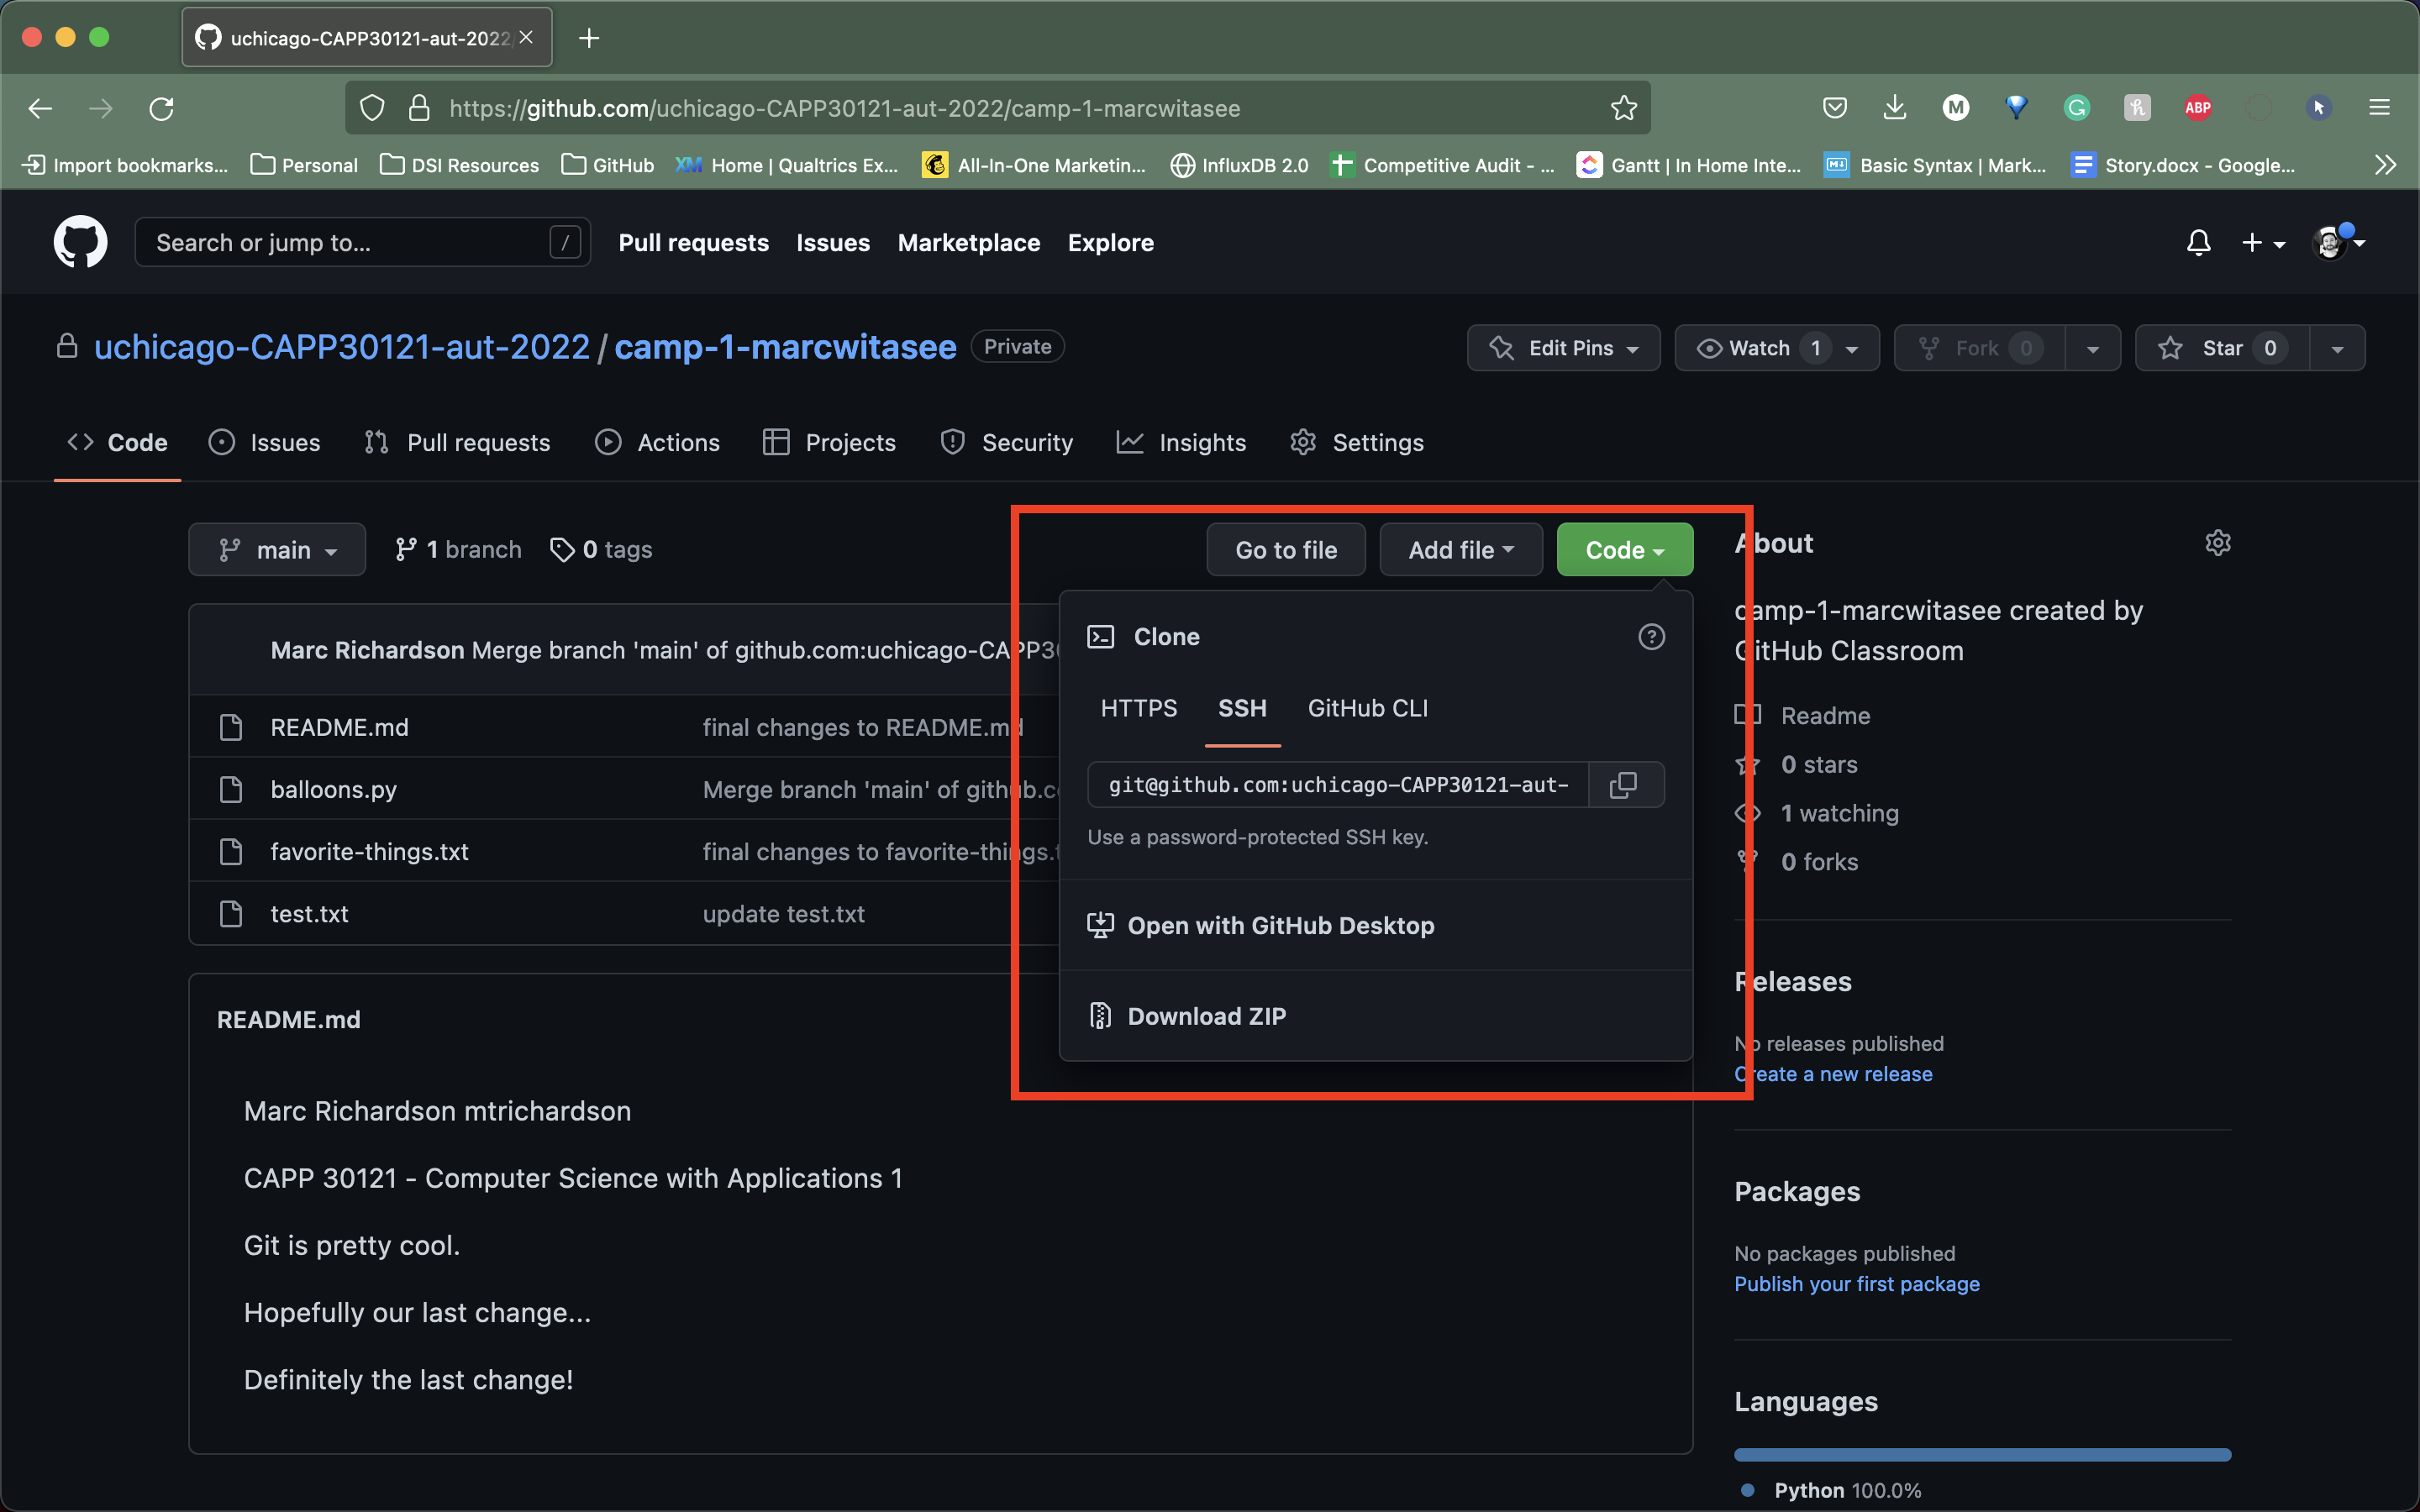 uchicago-CAPP30121-aut-2022/
https://github.com/uchicago-CAPP30121-aut-2022/camp-1-marcwitasee
M
G
h
ABP
Import bookmarks...
Personal
DSI Resources
GitHub
XM Home | Qualtrics Ex...
All-In-One Marketin...
InfluxDB 2.0
Competitive Audit - ...
Gantt | In Home Inte...
Basic Syntax | Mark...
Story.docx - Google...
Search or jump to... /
Pull requests
Issues
Marketplace
Explore
uchicago-CAPP30121-aut-2022 / camp-1-marcwitasee Private
Edit Pins
Watch 1
Fork 0
Star 0
Code
Issues
Pull requests
Actions
Projects
Security
Insights
Settings
main
1 branch
0 tags
Go to file
Add file
Code
Marc Richardson Merge branch 'main' of github.com:uchicago-CAPP30
README.md final changes to README.md
balloons.py Merge branch 'main' of github.co
favorite-things.txt final changes to favorite-things.t
test.txt update test.txt
Clone
HTTPS SSH GitHub CLI
git@github.com:uchicago-CAPP30121-aut-
Use a password-protected SSH key.
Open with GitHub Desktop
Download ZIP
README.md
Marc Richardson mtrichardson
CAPP 30121 - Computer Science with Applications 1
Git is pretty cool.
Hopefully our last change...
Definitely the last change!
About
camp-1-marcwitasee created by
GitHub Classroom
Readme
0 stars
1 watching
0 forks
Releases
No releases published
Create a new release
Packages
No packages published
Publish your first package
Languages
Python 100.0%